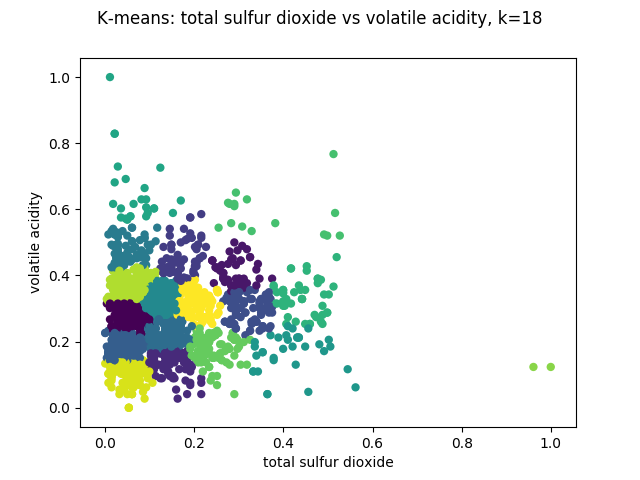 K-means: total sulfur dioxide vs volatile acidity, k=18
1.0
0.8
0.6
0.4
0.2
0.0
volatile acidity
0.0 0.2 0.4 0.6 0.8 1.0
total sulfur dioxide